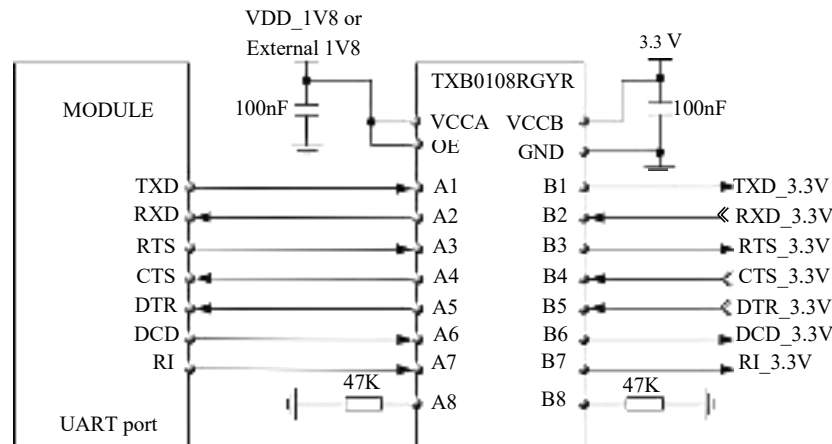 VDD_1V8 or
External 1V8
3.3 V
TXB0108RGYR
MODULE
100nF
100nF
VCCA
VCCB
OE
GND
TXD
A1
B1
TXD_3.3V
RXD
A2
B2
RXD_3.3V
RTS
A3
B3
RTS_3.3V
CTS
A4
B4
CTS_3.3V
DTR
A5
B5
DTR_3.3V
DCD
A6
B6
DCD_3.3V
RI
A7
B7
RI_3.3V
47K
A8
B8
47K
UART port